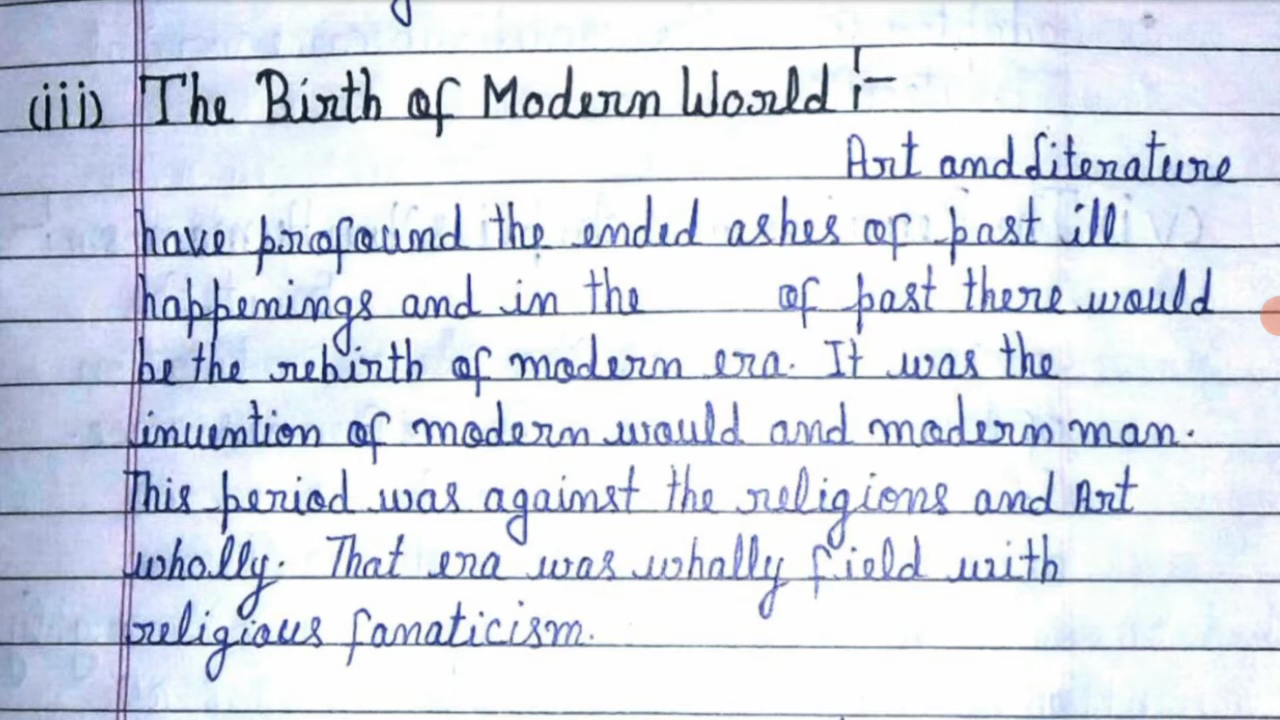 (iii) The Birth of Modern World :-
Art and Literature
have profound the ended ashes of past ill
happenings and in the of past there would
be the rebirth of modern era. It was the
invention of modern would and modern man.
This period was against the religions and Art
wholly. That era was whally field with
religious fanaticism.